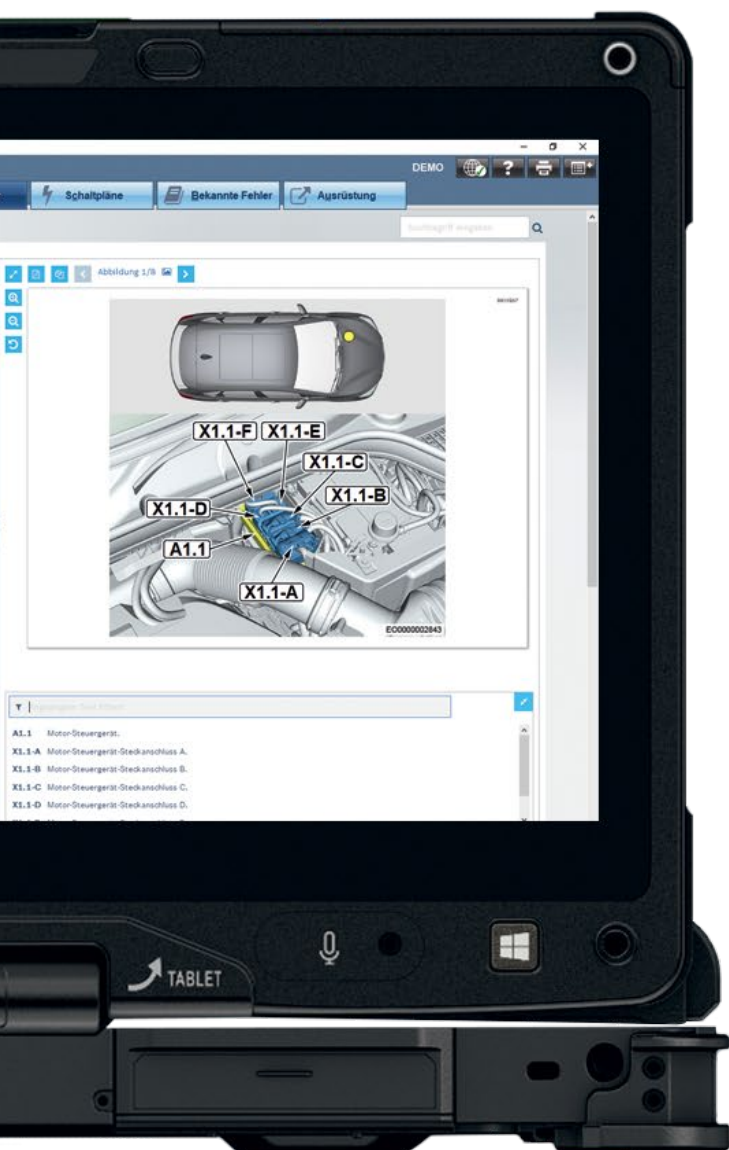 DEMO
?
Schaltpläne
Bekannte Fehler
Ausrüstung
Suchbegriff eingeben
Abbildung 1/8
X1.1-F
X1.1-E
X1.1-C
X1.1-B
X1.1-D
A1.1
X1.1-A
EO0000002843
A1.1 Motor-Steuergerät.
X1.1-A Motor-Steuergerät-Steckanschluss A.
X1.1-B Motor-Steuergerät-Steckanschluss B.
X1.1-C Motor-Steuergerät-Steckanschluss C.
X1.1-D Motor-Steuergerät-Steckanschluss D.
TABLET